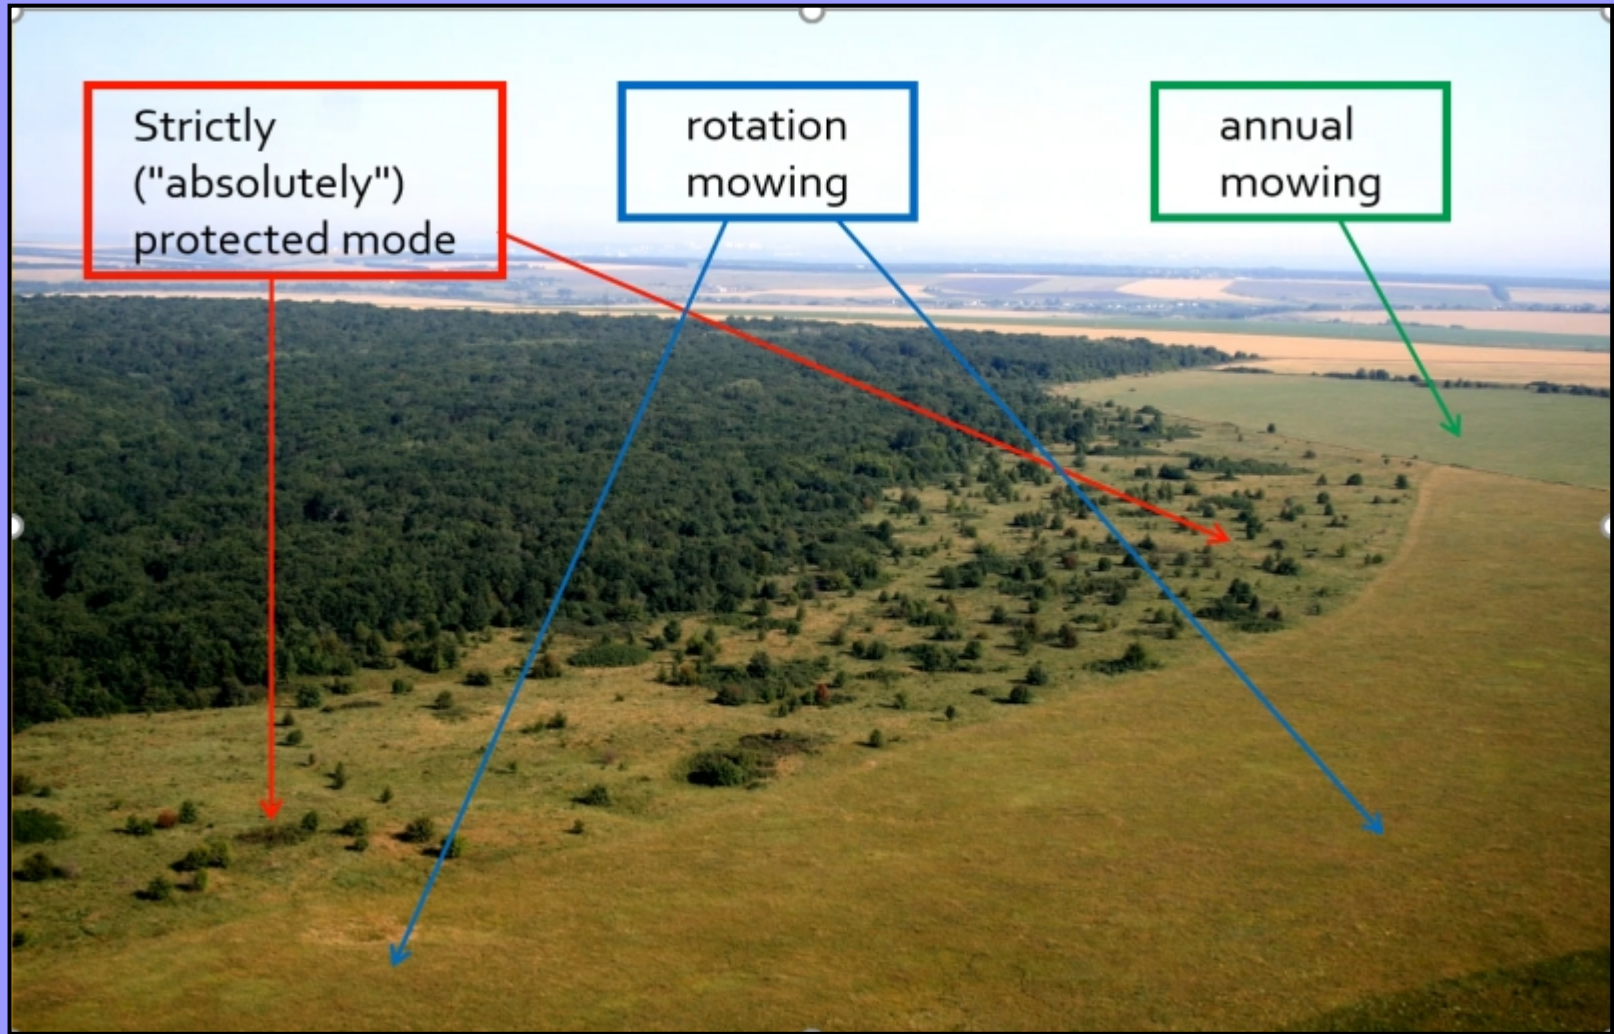 Strictly
("absolutely")
protected mode
rotation
mowing
annual
mowing